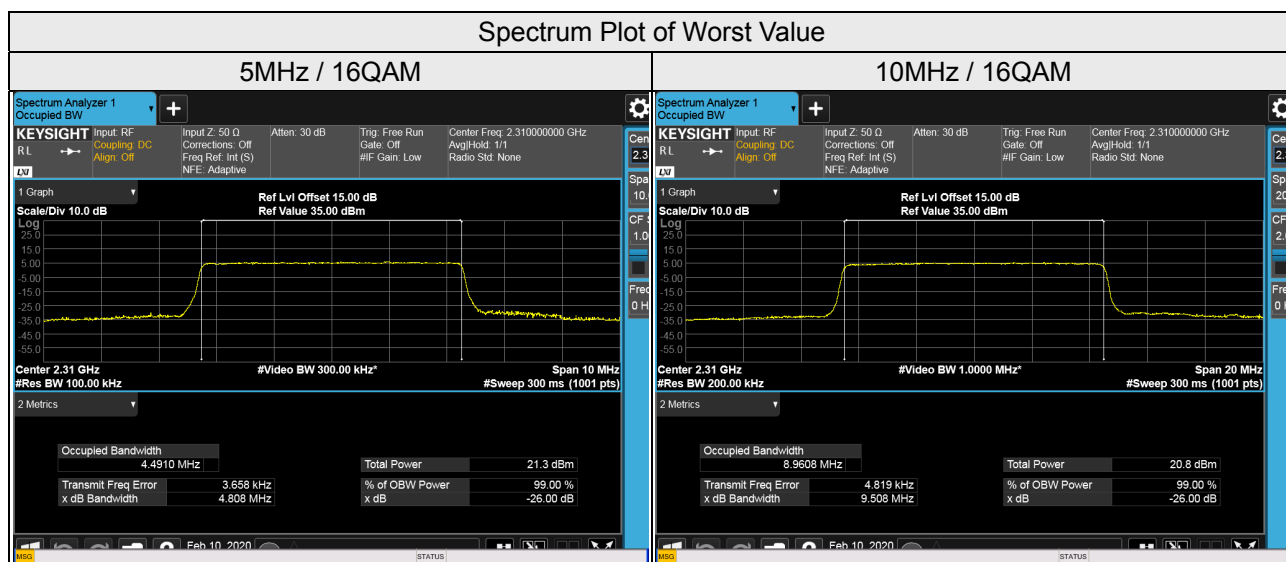 Spectrum Plot of Worst Value
5MHz / 16QAM
Spectrum Analyzer 1
Occupied BW
KEYSIGHT Input: RF Input Z: 50 Ω Atten: 30 dB Trig: Free Run Center Freq: 2.310000000 GHz
RL Coupling: DC Corrections: Off Gate: Off Avg|Hold: 1/1
Align: Off Freq Ref: Int (S) #IF Gain: Low Radio Std: None
LXI NFE: Adaptive
1 Graph
Ref Lvl Offset 15.00 dB
Scale/Div 10.0 dB Ref Value 35.00 dBm
Log
25.0
15.0
5.00
-5.00
-15.0
-25.0
-35.0
-45.0
-55.0
Center 2.31 GHz #Video BW 300.00 kHz* Span 10 MHz
#Res BW 100.00 kHz #Sweep 300 ms (1001 pts)
2 Metrics
Occupied Bandwidth
4.4910 MHz Total Power 21.3 dBm
Transmit Freq Error 3.658 kHz % of OBW Power 99.00 %
x dB Bandwidth 4.808 MHz x dB -26.00 dB
Feb 10, 2020
MSG STATUS
10MHz / 16QAM
Spectrum Analyzer 1
Occupied BW
KEYSIGHT Input: RF Input Z: 50 Ω Atten: 30 dB Trig: Free Run Center Freq: 2.310000000 GHz
RL Coupling: DC Corrections: Off Gate: Off Avg|Hold: 1/1
Align: Off Freq Ref: Int (S) #IF Gain: Low Radio Std: None
LXI NFE: Adaptive
1 Graph
Ref Lvl Offset 15.00 dB
Scale/Div 10.0 dB Ref Value 35.00 dBm
Log
25.0
15.0
5.00
-5.00
-15.0
-25.0
-35.0
-45.0
-55.0
Center 2.31 GHz #Video BW 1.0000 MHz* Span 20 MHz
#Res BW 200.00 kHz #Sweep 300 ms (1001 pts)
2 Metrics
Occupied Bandwidth
8.9608 MHz Total Power 20.8 dBm
Transmit Freq Error 4.819 kHz % of OBW Power 99.00 %
x dB Bandwidth 9.508 MHz x dB -26.00 dB
Feb 10, 2020
MSG STATUS